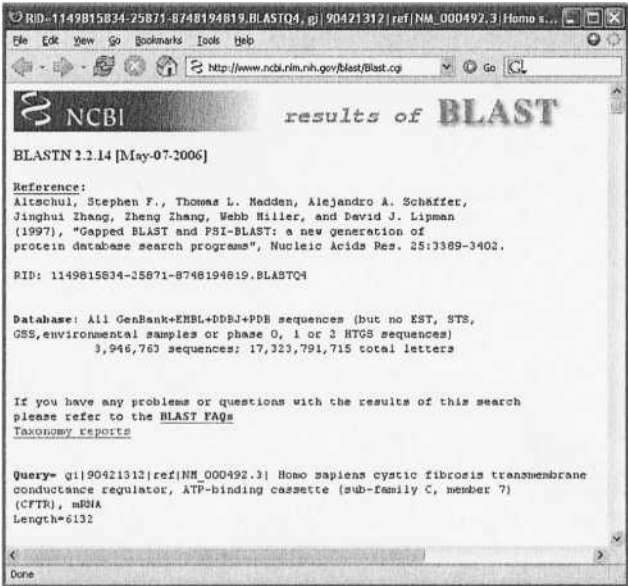 RID=1149815834-25871-8748194819.BLASTQ4, gi|90421312|ref|NM_000492.3|Homo s...
File Edit View Go Bookmarks Tools Help
http://www.ncbi.nlm.nih.gov/blast/Blast.cgi Go
NCBI results of BLAST
BLASTN 2.2.14 [May-07-2006]
Reference:
Altschul, Stephen F., Thomas L. Madden, Alejandro A. Schäffer,
Jinghui Zhang, Zheng Zhang, Webb Miller, and David J. Lipman
(1997), "Gapped BLAST and PSI-BLAST: a new generation of
protein database search programs", Nucleic Acids Res. 25:3389-3402.
RID: 1149815834-25871-8748194819.BLASTQ4
Database: All GenBank+EMBL+DDBJ+PDB sequences (but no EST, STS,
GSS,environmental samples or phase 0, 1 or 2 HTGS sequences)
3,946,763 sequences; 17,323,791,715 total letters
If you have any problems or questions with the results of this search
please refer to the BLAST FAQs
Taxonomy reports
Query= gi|90421312|ref|NM_000492.3| Homo sapiens cystic fibrosis transmembrane
conductance regulator, ATP-binding cassette (sub-family C, member 7)
(CFTR), mRNA
Length=6132
Done